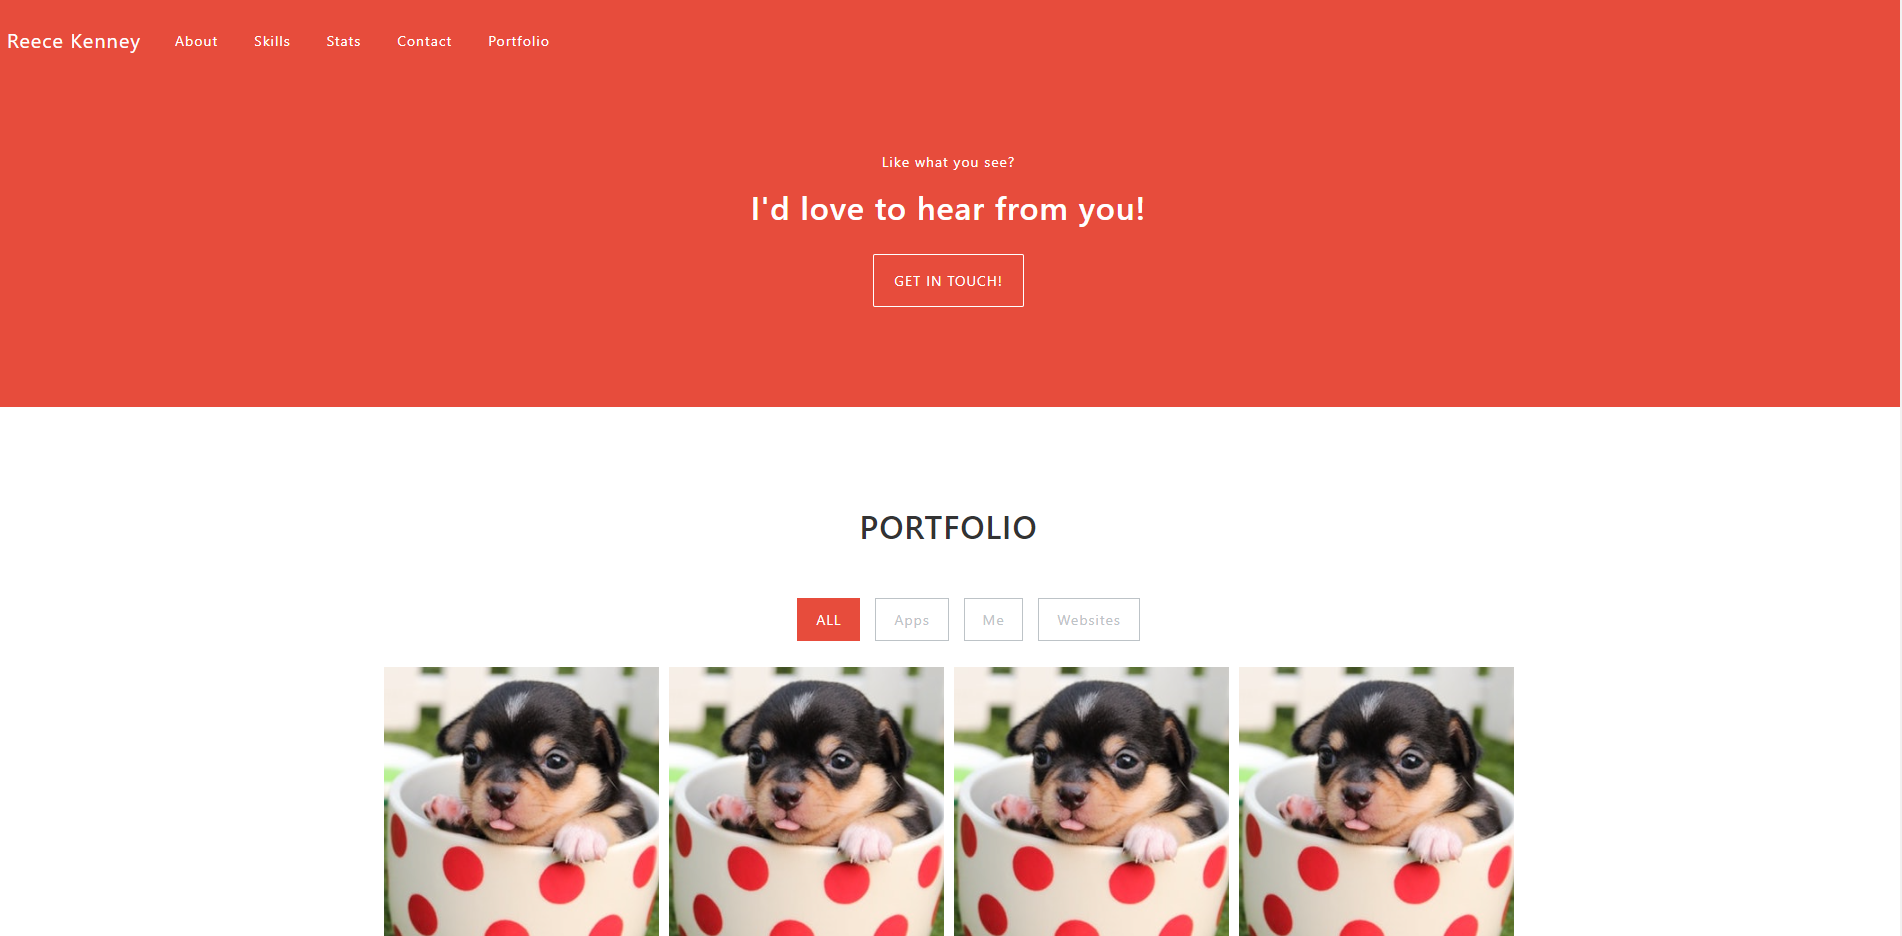 Reece Kenney About Skills Stats Contact Portfolio
Like what you see?
I'd love to hear from you!
GET IN TOUCH!
PORTFOLIO
ALL Apps Me Websites